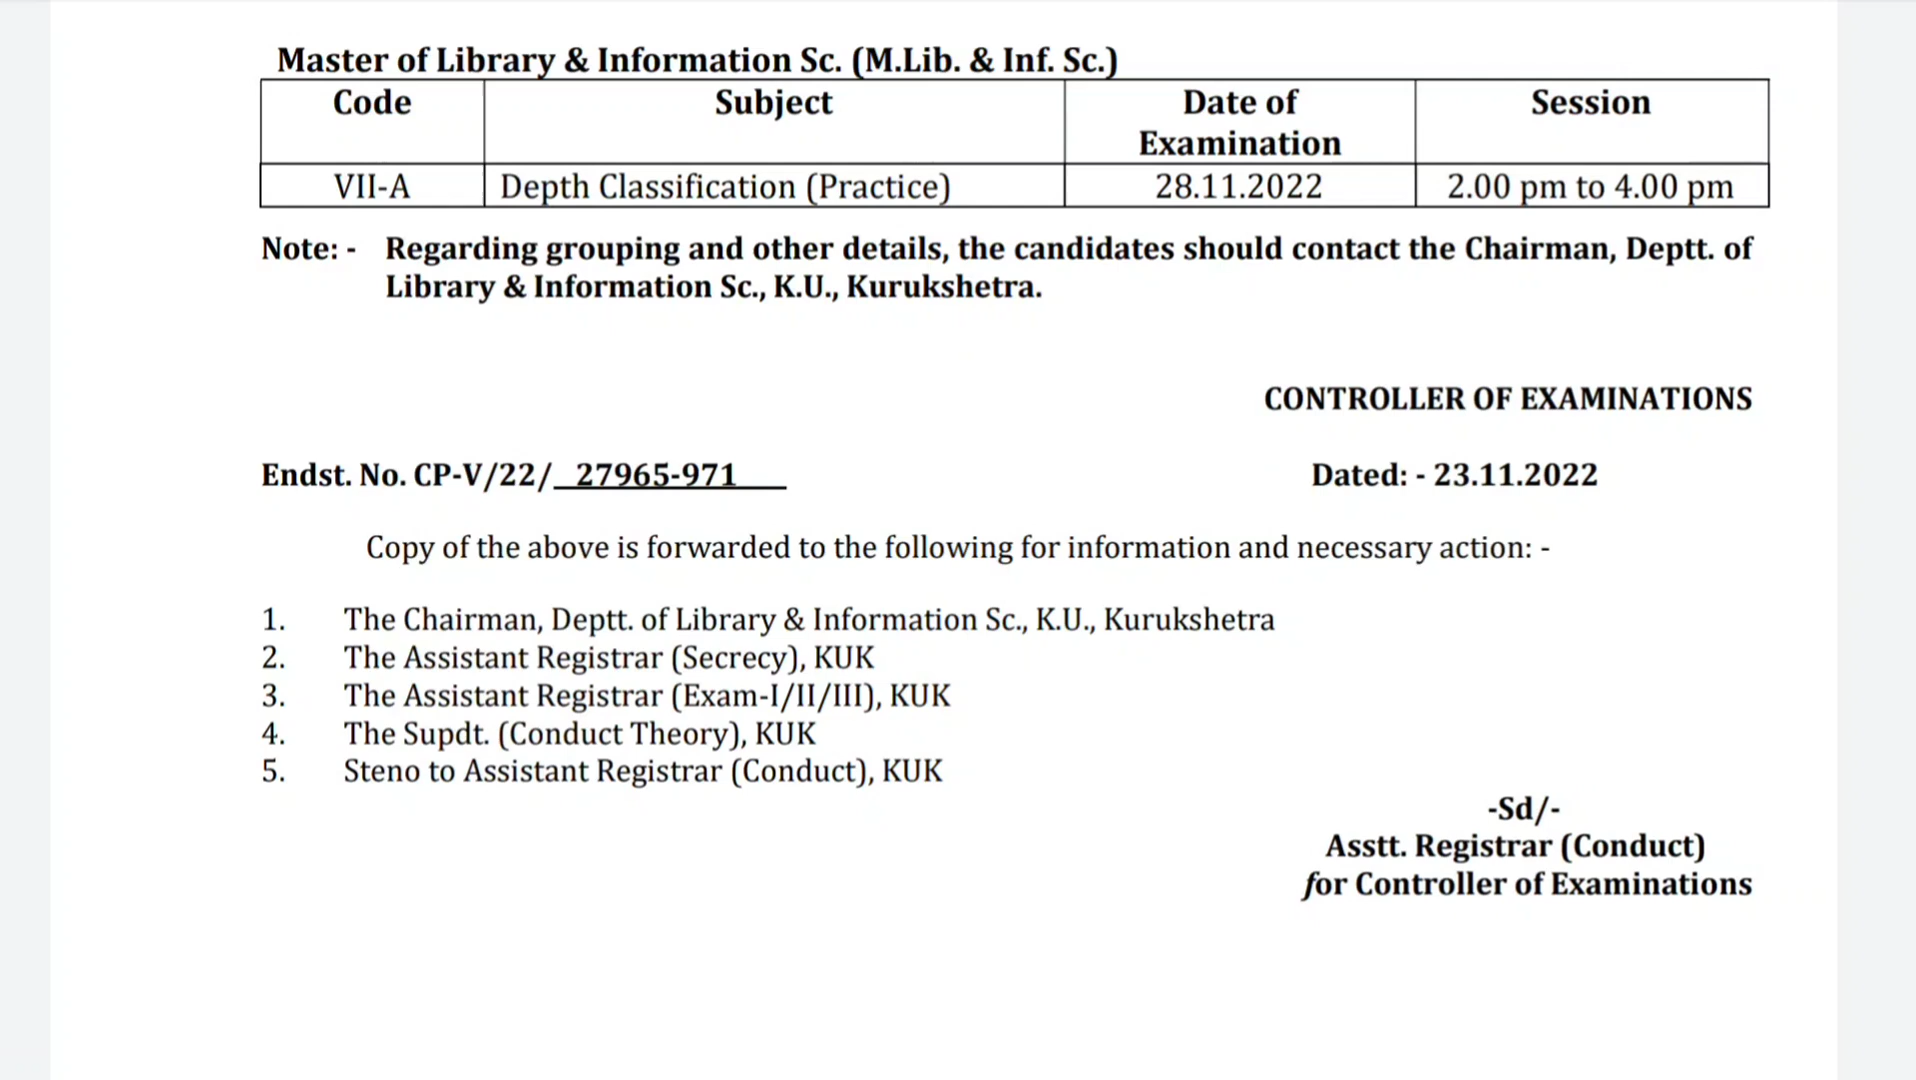 Master of Library & Information Sc. (M.Lib. & Inf. Sc.)
Code Subject Date of Examination Session
VII-A Depth Classification (Practice) 28.11.2022 2.00 pm to 4.00 pm
Note: - Regarding grouping and other details, the candidates should contact the Chairman, Deptt. of
Library & Information Sc., K.U., Kurukshetra.
CONTROLLER OF EXAMINATIONS
Endst. No. CP-V/22/ 27965-971 Dated: - 23.11.2022
Copy of the above is forwarded to the following for information and necessary action: -
1. The Chairman, Deptt. of Library & Information Sc., K.U., Kurukshetra
2. The Assistant Registrar (Secrecy), KUK
3. The Assistant Registrar (Exam-I/II/III), KUK
4. The Supdt. (Conduct Theory), KUK
5. Steno to Assistant Registrar (Conduct), KUK
-Sd/-
Asstt. Registrar (Conduct)
for Controller of Examinations